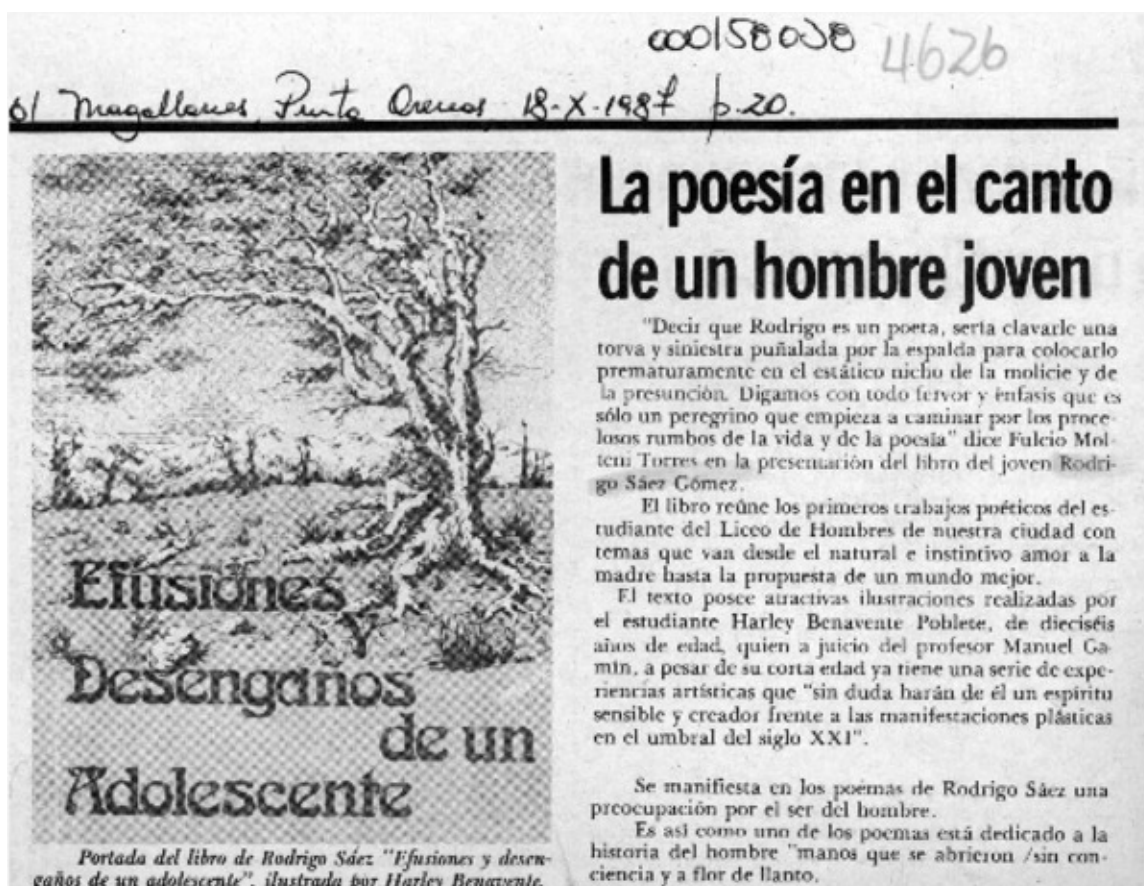 000158038 4626
el Magallanes, Punta Arenas 18-X-1987 p.20.
Efusiones
y
Desengaños
de un
Adolescente
Portada del libro de Rodrigo Sáez "Efusiones y desen-
gaños de un adolescente", ilustrada por Harley Benavente.
La poesía en el canto
de un hombre joven
"Decir que Rodrigo es un poeta, sería clavarle una
torva y siniestra puñalada por la espalda para colocarlo
prematuramente en el estático nicho de la molicie y de
la presunción. Digamos con todo fervor y énfasis que es
sólo un peregrino que empieza a caminar por los proce-
losos rumbos de la vida y de la poesía" dice Fulcio Mol-
teni Torres en la presentación del libro del joven Rodri-
go Sáez Gómez.
El libro reúne los primeros trabajos poéticos del es-
tudiante del Liceo de Hombres de nuestra ciudad con
temas que van desde el natural e instintivo amor a la
madre hasta la propuesta de un mundo mejor.
El texto posee atractivas ilustraciones realizadas por
el estudiante Harley Benavente Poblete, de dieciséis
años de edad, quien a juicio del profesor Manuel Ga-
mín, a pesar de su corta edad ya tiene una serie de expe-
riencias artísticas que "sin duda harán de él un espíritu
sensible y creador frente a las manifestaciones plásticas
en el umbral del siglo XXI".
Se manifiesta en los poemas de Rodrigo Sáez una
preocupación por el ser del hombre.
Es así como uno de los poemas está dedicado a la
historia del hombre "manos que se abrieron /sin con-
ciencia y a flor de llanto.